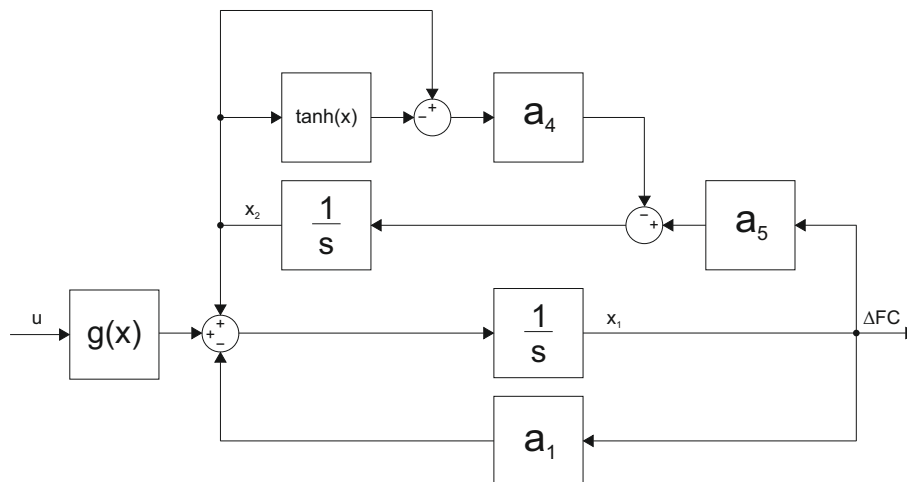 tanh(x)
− +
a₄
x₂
1
s
−
+
a₅
u
g(x)
+
+
−
1
s
x₁
ΔFC
a₁